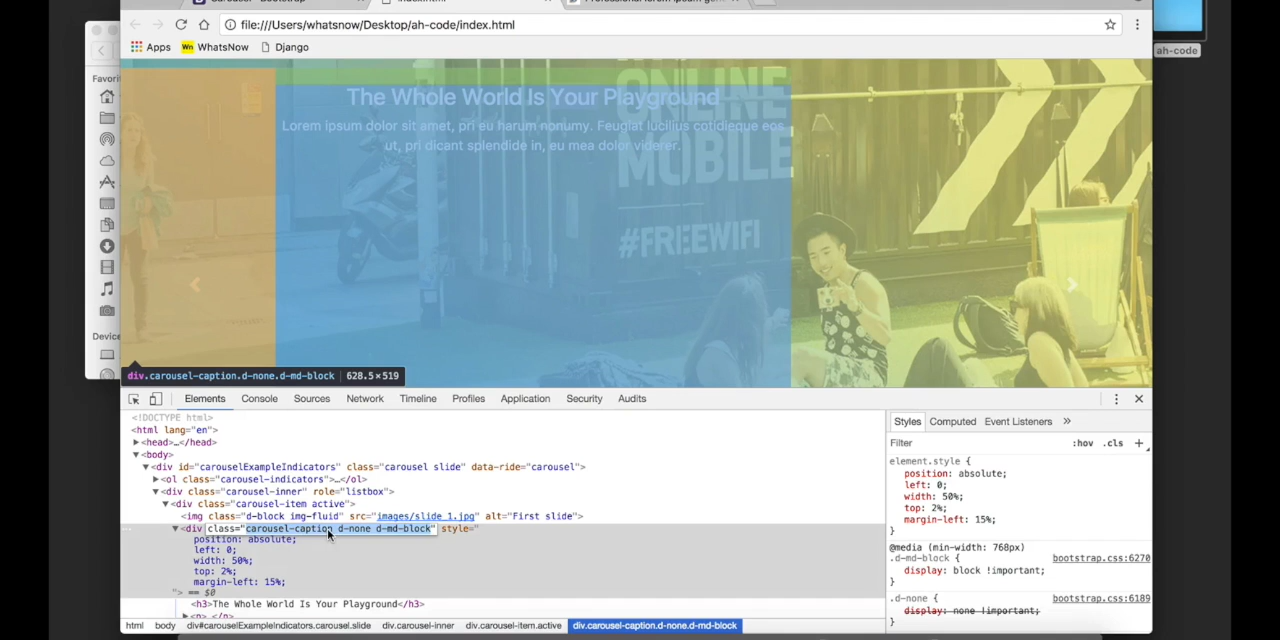 Carousel · Bootstrap
index.html
file:///Users/whatsnow/Desktop/ah-code/index.html
Apps Wn WhatsNow Django
ah-code
Favori
Device
ONLINE
MOBILE
#FREEWIFI
The Whole World Is Your Playground
Lorem ipsum dolor sit amet, pri eu harum nonumy. Feugiat lucilius cotidieque eos
ut, pri dicant splendide in, eu mea dolor viderer.
div.carousel-caption.d-none.d-md-block | 628.5×519
Elements Console Sources Network Timeline Profiles Application Security Audits
<!DOCTYPE html>
<html lang="en">
<head>…</head>
<body>
<div id="carouselExampleIndicators" class="carousel slide" data-ride="carousel">
<ol class="carousel-indicators">…</ol>
<div class="carousel-inner" role="listbox">
<div class="carousel-item active">
<img class="d-block img-fluid" src="images/slide_1.jpg" alt="First slide">
<div class="carousel-caption d-none d-md-block" style="
position: absolute;
left: 0;
width: 50%;
top: 2%;
margin-left: 15%;
"> == $0
<h3>The Whole World Is Your Playground</h3>
<p>…</p>
html body div#carouselExampleIndicators.carousel.slide div.carousel-inner div.carousel-item.active div.carousel-caption.d-none.d-md-block
Styles Computed Event Listeners »
Filter :hov .cls +
element.style {
position: absolute;
left: 0;
width: 50%;
top: 2%;
margin-left: 15%;
}
@media (min-width: 768px)
.d-md-block { bootstrap.css:6270
display: block !important;
}
.d-none { bootstrap.css:6189
display: none !important;
}